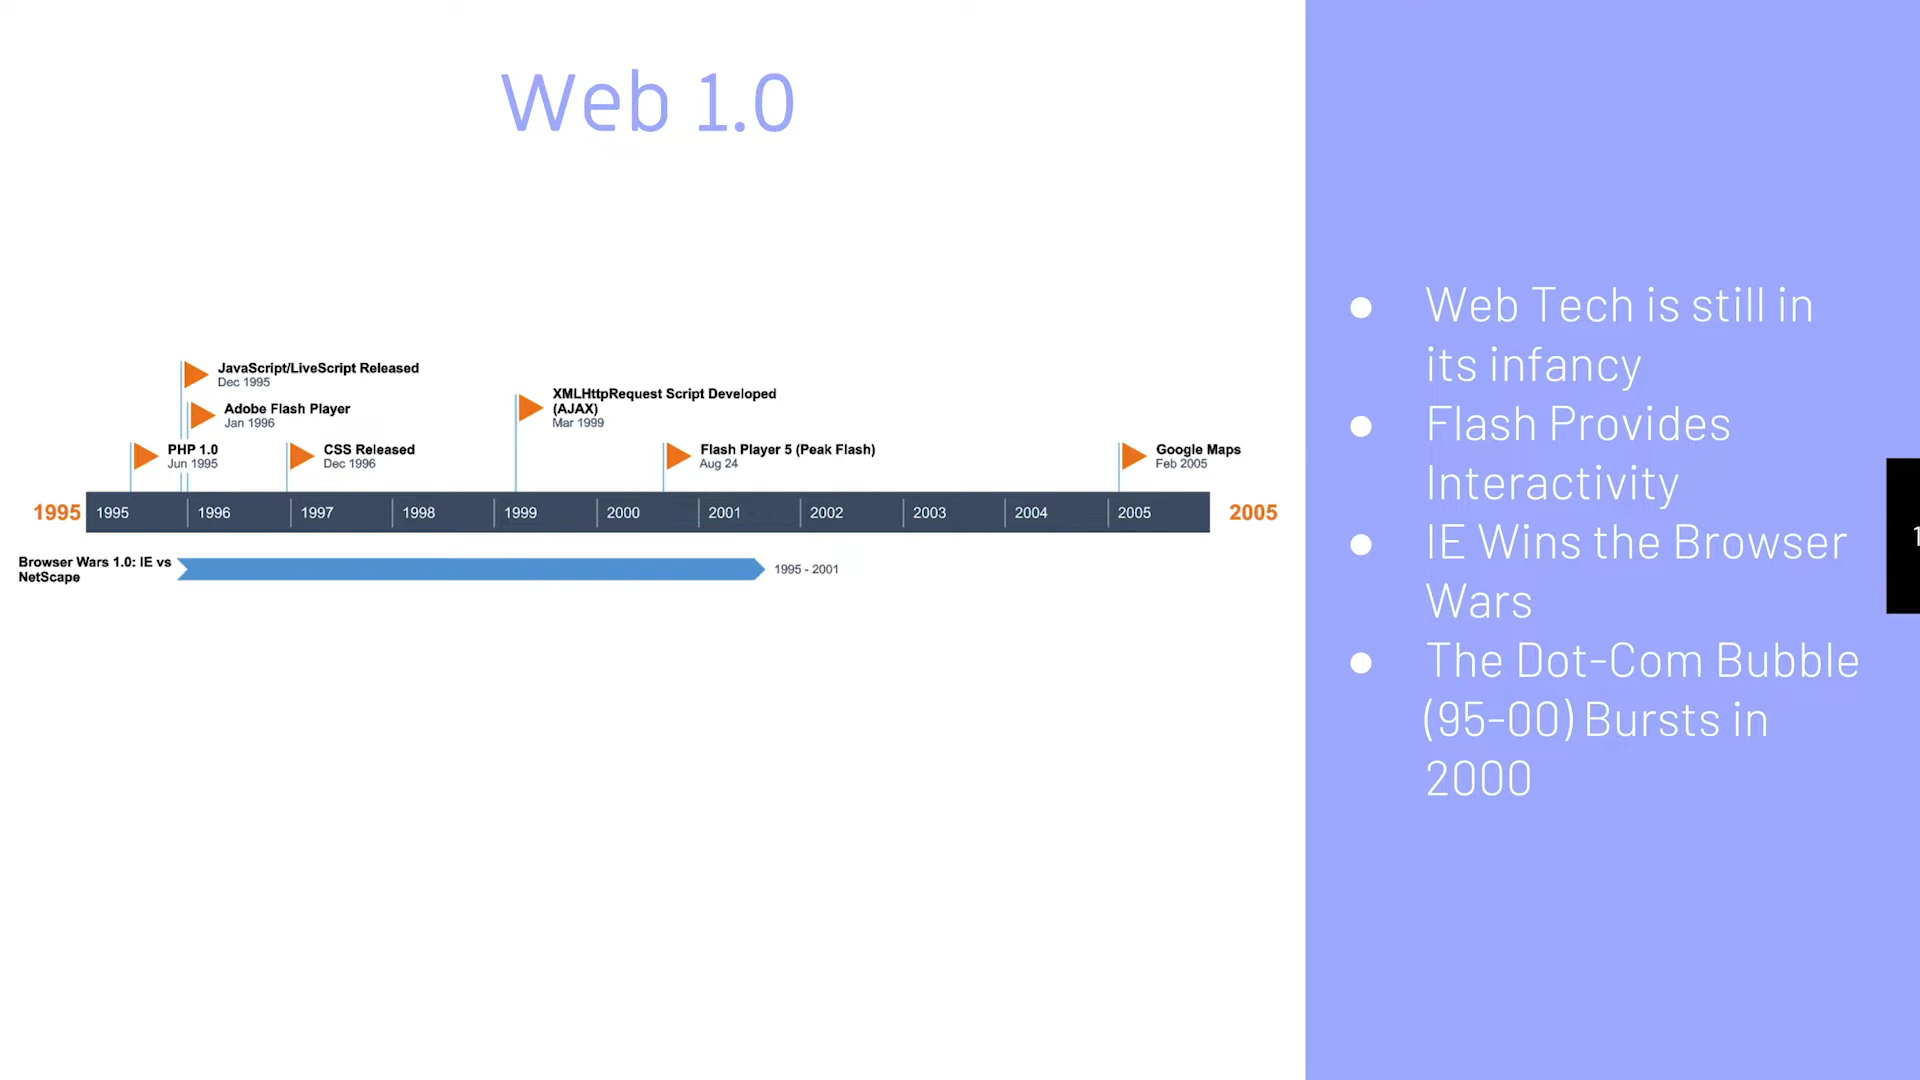 Web 1.0
JavaScript/LiveScript Released
Dec 1995
Adobe Flash Player
Jan 1996
PHP 1.0
Jun 1995
CSS Released
Dec 1996
XMLHttpRequest Script Developed
(AJAX)
Mar 1999
Flash Player 5 (Peak Flash)
Aug 24
Google Maps
Feb 2005
1995 1995 1996 1997 1998 1999 2000 2001 2002 2003 2004 2005 2005
Browser Wars 1.0: IE vs
NetScape
1995 - 2001
● Web Tech is still in
its infancy
● Flash Provides
Interactivity
● IE Wins the Browser
Wars
● The Dot-Com Bubble
(95-00) Bursts in
2000